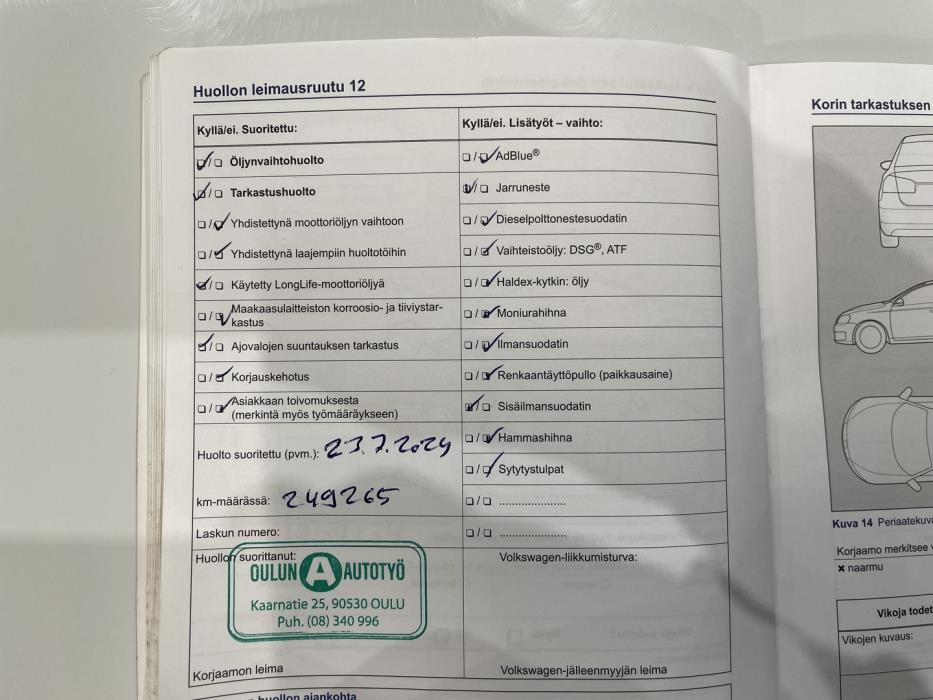 Huollon leimausruutu 12
Kyllä/ei. Suoritettu:
☑/☐ Öljynvaihtohuolto
☑/☐ Tarkastushuolto
☐/☑ Yhdistettynä moottoriöljyn vaihtoon
☐/☑ Yhdistettynä laajempiin huoltotöihin
☑/☐ Käytetty LongLife-moottoriöljyä
☐/☑ Maakaasulaitteiston korroosio- ja tiiviystar-
kastus
☑/☐ Ajovalojen suuntauksen tarkastus
☐/☑ Korjauskehotus
☐/☑ Asiakkaan toivomuksesta
(merkintä myös työmääräykseen)
Huolto suoritettu (pvm.): 23.7.2024
km-määrässä: 249265
Laskun numero:
Huollon suorittanut:
OULUN A AUTOTYÖ
Kaarnatie 25, 90530 OULU
Puh. (08) 340 996
Korjaamon leima
Kyllä/ei. Lisätyöt – vaihto:
☐/☑ AdBlue®
☑/☐ Jarruneste
☐/☑ Dieselpolttonestesuodatin
☐/☑ Vaihteistoöljy: DSG®, ATF
☐/☑ Haldex-kytkin: öljy
☐/☑ Moniurahihna
☐/☑ Ilmansuodatin
☐/☑ Renkaantäyttöpullo (paikkausaine)
☑/☐ Sisäilmansuodatin
☐/☑ Hammashihna
☐/☑ Sytytystulpat
☐/☐ .....................
☐/☐ .....................
Volkswagen-liikkumisturva:
Volkswagen-jälleenmyyjän leima
huollon ajankohta
Korin tarkastuksen
Kuva 14 Periaatekuva
Korjaamo merkitsee
× naarmu
Vikoja todet
Vikojen kuvaus: